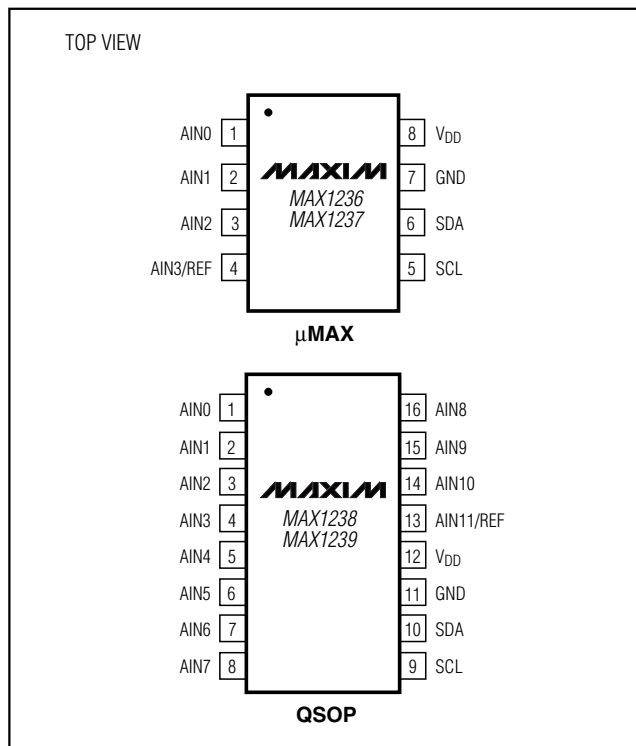 TOP VIEW
AIN0 1 8 VDD
AIN1 2 MAXIM 7 GND
MAX1236
MAX1237
AIN2 3 6 SDA
AIN3/REF 4 5 SCL
μMAX
AIN0 1 16 AIN8
AIN1 2 15 AIN9
AIN2 3 MAXIM 14 AIN10
AIN3 4 MAX1238 13 AIN11/REF
MAX1239
AIN4 5 12 VDD
AIN5 6 11 GND
AIN6 7 10 SDA
AIN7 8 9 SCL
QSOP